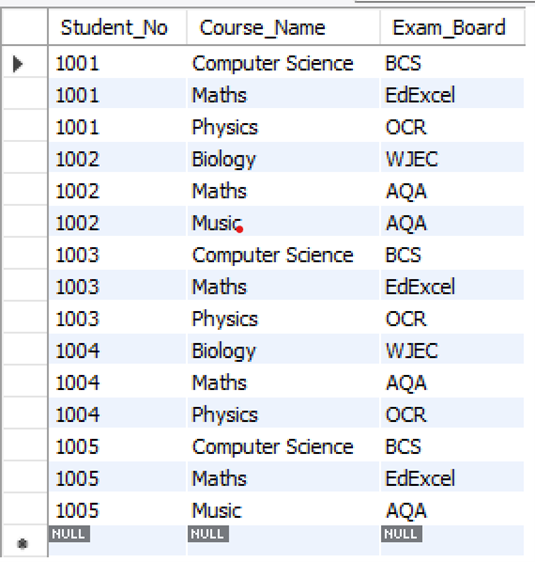 Student_No Course_Name Exam_Board
1001 Computer Science BCS
1001 Maths EdExcel
1001 Physics OCR
1002 Biology WJEC
1002 Maths AQA
1002 Music AQA
1003 Computer Science BCS
1003 Maths EdExcel
1003 Physics OCR
1004 Biology WJEC
1004 Maths AQA
1004 Physics OCR
1005 Computer Science BCS
1005 Maths EdExcel
1005 Music AQA
NULL NULL NULL